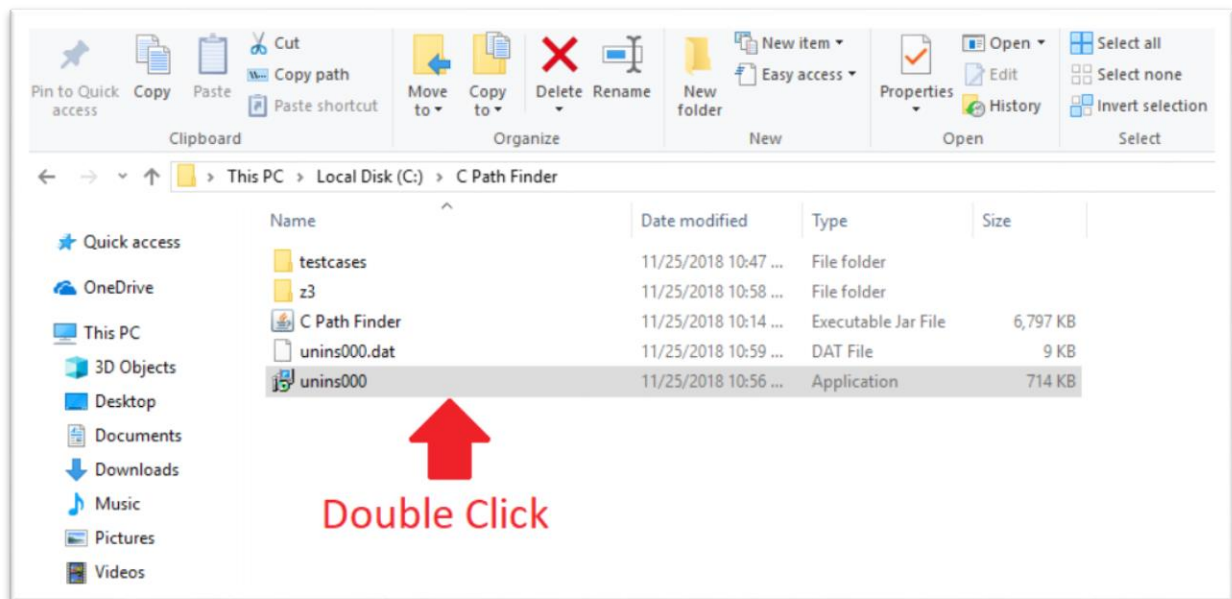 Pin to Quick access
Copy
Paste
Cut
Copy path
Paste shortcut
Clipboard
Move to
Copy to
Delete
Rename
Organize
New folder
New item
Easy access
New
Properties
Open
Edit
History
Open
Select all
Select none
Invert selection
Select
This PC > Local Disk (C:) > C Path Finder
Name Date modified Type Size
Quick access
OneDrive
This PC
3D Objects
Desktop
Documents
Downloads
Music
Pictures
Videos
testcases 11/25/2018 10:47 ... File folder
z3 11/25/2018 10:58 ... File folder
C Path Finder 11/25/2018 10:14 ... Executable Jar File 6,797 KB
unins000.dat 11/25/2018 10:59 ... DAT File 9 KB
unins000 11/25/2018 10:56 ... Application 714 KB
Double Click